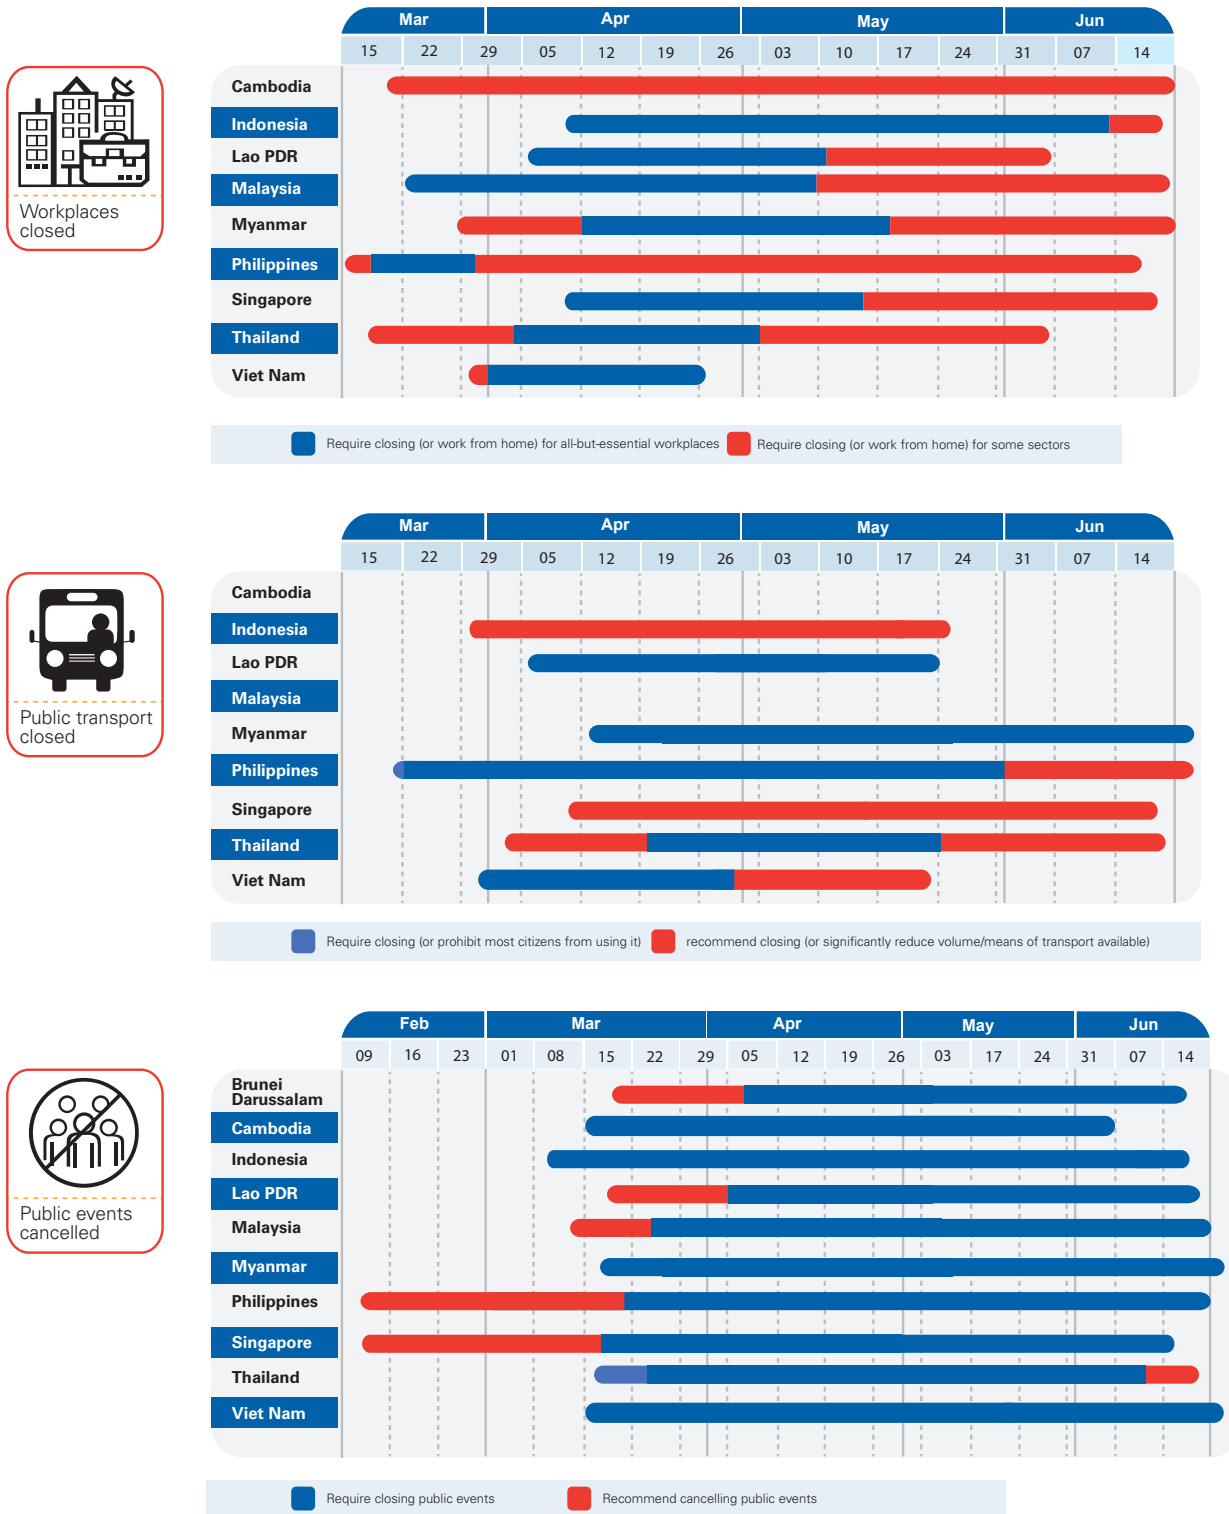 Mar Apr May Jun
15 22 29 05 12 19 26 03 10 17 24 31 07 14
Workplaces
closed
Cambodia
Indonesia
Lao PDR
Malaysia
Myanmar
Philippines
Singapore
Thailand
Viet Nam
Require closing (or work from home) for all-but-essential workplaces Require closing (or work from home) for some sectors
Mar Apr May Jun
15 22 29 05 12 19 26 03 10 17 24 31 07 14
Public transport
closed
Cambodia
Indonesia
Lao PDR
Malaysia
Myanmar
Philippines
Singapore
Thailand
Viet Nam
Require closing (or prohibit most citizens from using it) recommend closing (or significantly reduce volume/means of transport available)
Feb Mar Apr May Jun
09 16 23 01 08 15 22 29 05 12 19 26 03 17 24 31 07 14
Public events
cancelled
Brunei
Darussalam
Cambodia
Indonesia
Lao PDR
Malaysia
Myanmar
Philippines
Singapore
Thailand
Viet Nam
Require closing public events Recommend cancelling public events